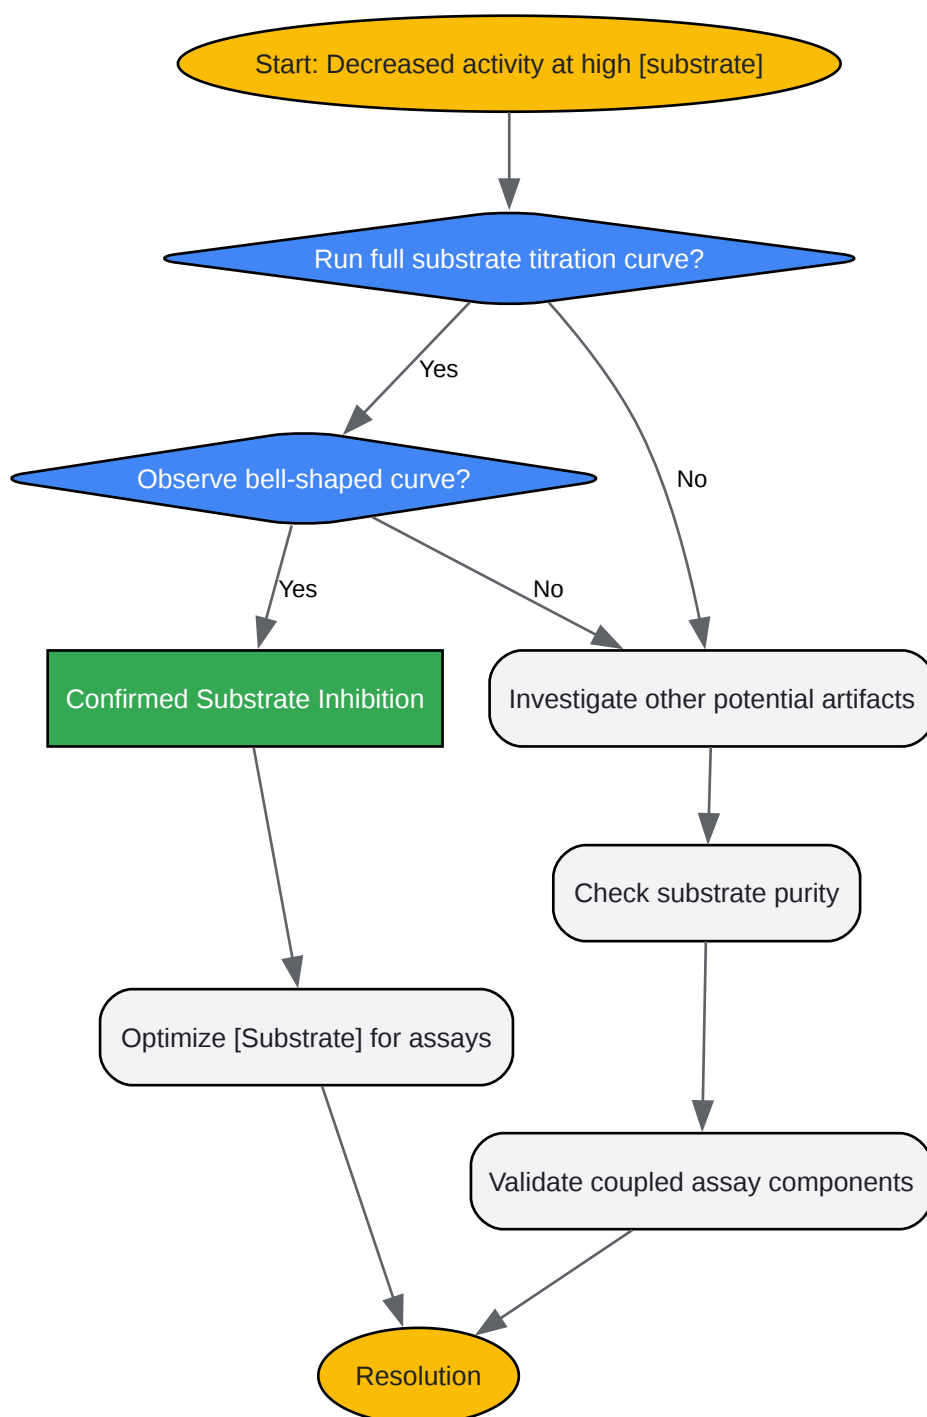 Start: Decreased activity at high [substrate]
Run full substrate titration curve?
Yes
Observe bell-shaped curve?
No
Yes
No
Confirmed Substrate Inhibition
Investigate other potential artifacts
Check substrate purity
Optimize [Substrate] for assays
Validate coupled assay components
Resolution